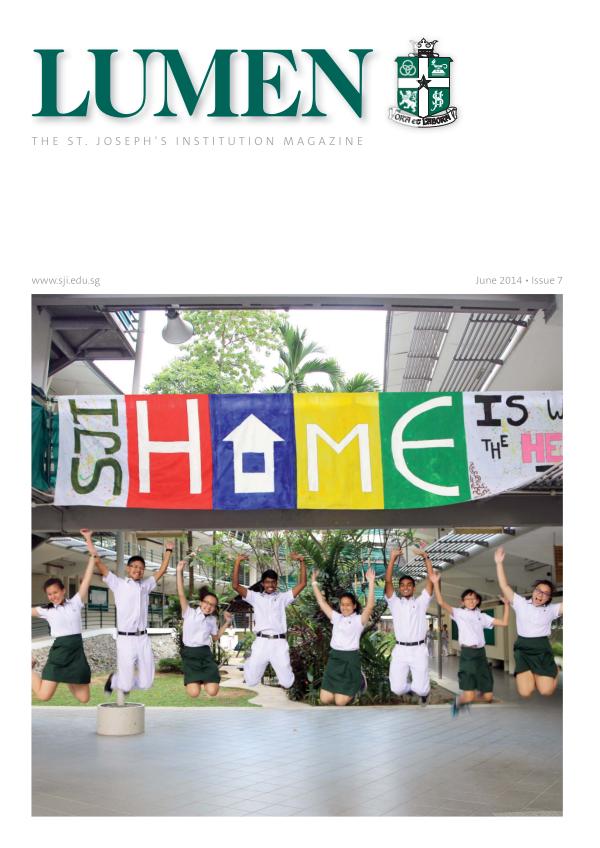 LUMEN
ORA et LABORA
THE ST. JOSEPH'S INSTITUTION MAGAZINE
www.sji.edu.sg
June 2014 • Issue 7
SJI HOME IS W
THE HE